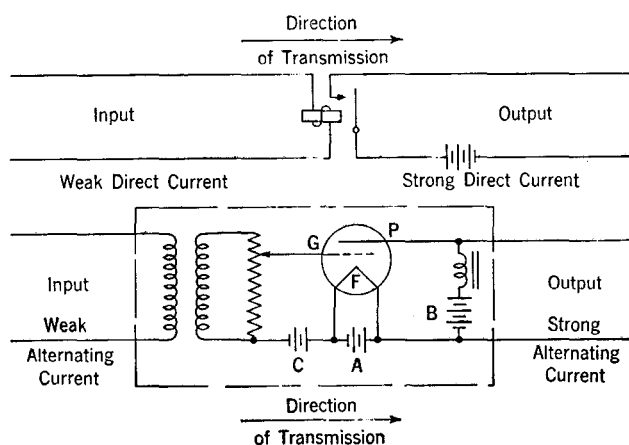 Direction
of Transmission
Input
Output
Weak Direct Current
Strong Direct Current
G
P
F
Input
Output
B
Weak
Strong
C
A
Alternating
Current
Alternating
Current
Direction
of Transmission